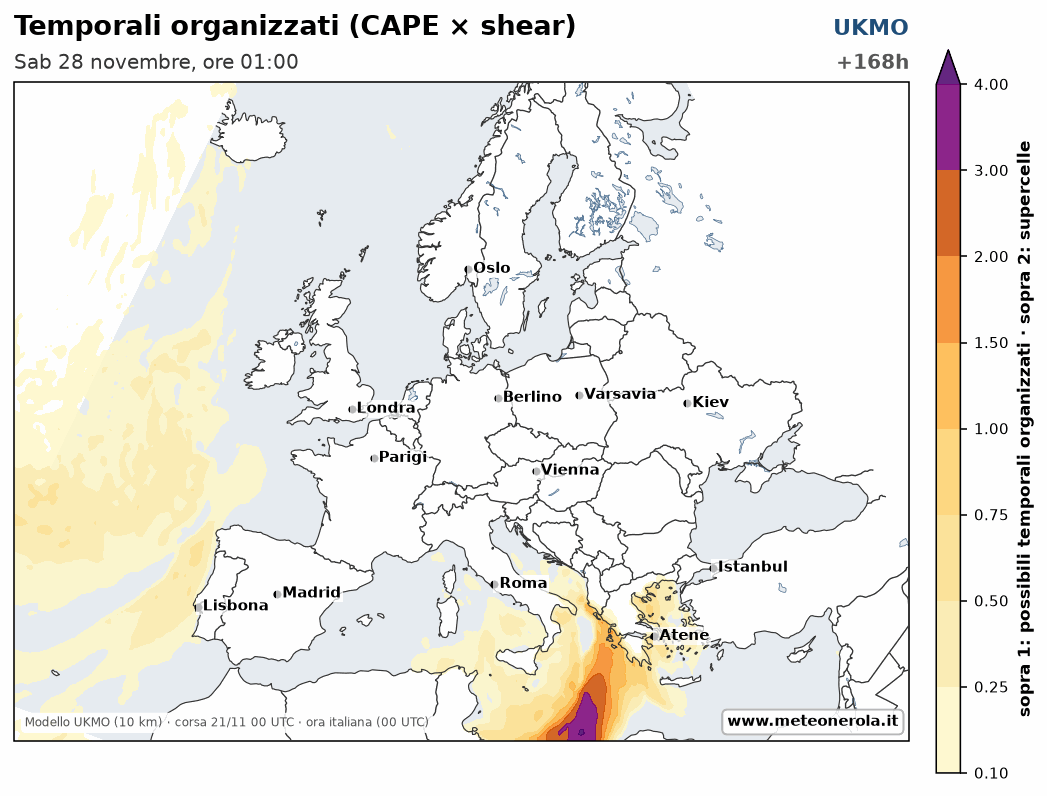 Temporali organizzati (CAPE × shear)
UKMO
Sab 28 novembre, ore 01:00
+168h
Oslo
Londra
Berlino
Varsavia
Kiev
Parigi
Vienna
Istanbul
Roma
Madrid
Lisbona
Atene
Modello UKMO (10 km) · corsa 21/11 00 UTC · ora italiana (00 UTC)
www.meteonerola.it
4.00
3.00
2.00
1.50
1.00
0.75
0.50
0.25
0.10
sopra 1: possibili temporali organizzati · sopra 2: supercelle